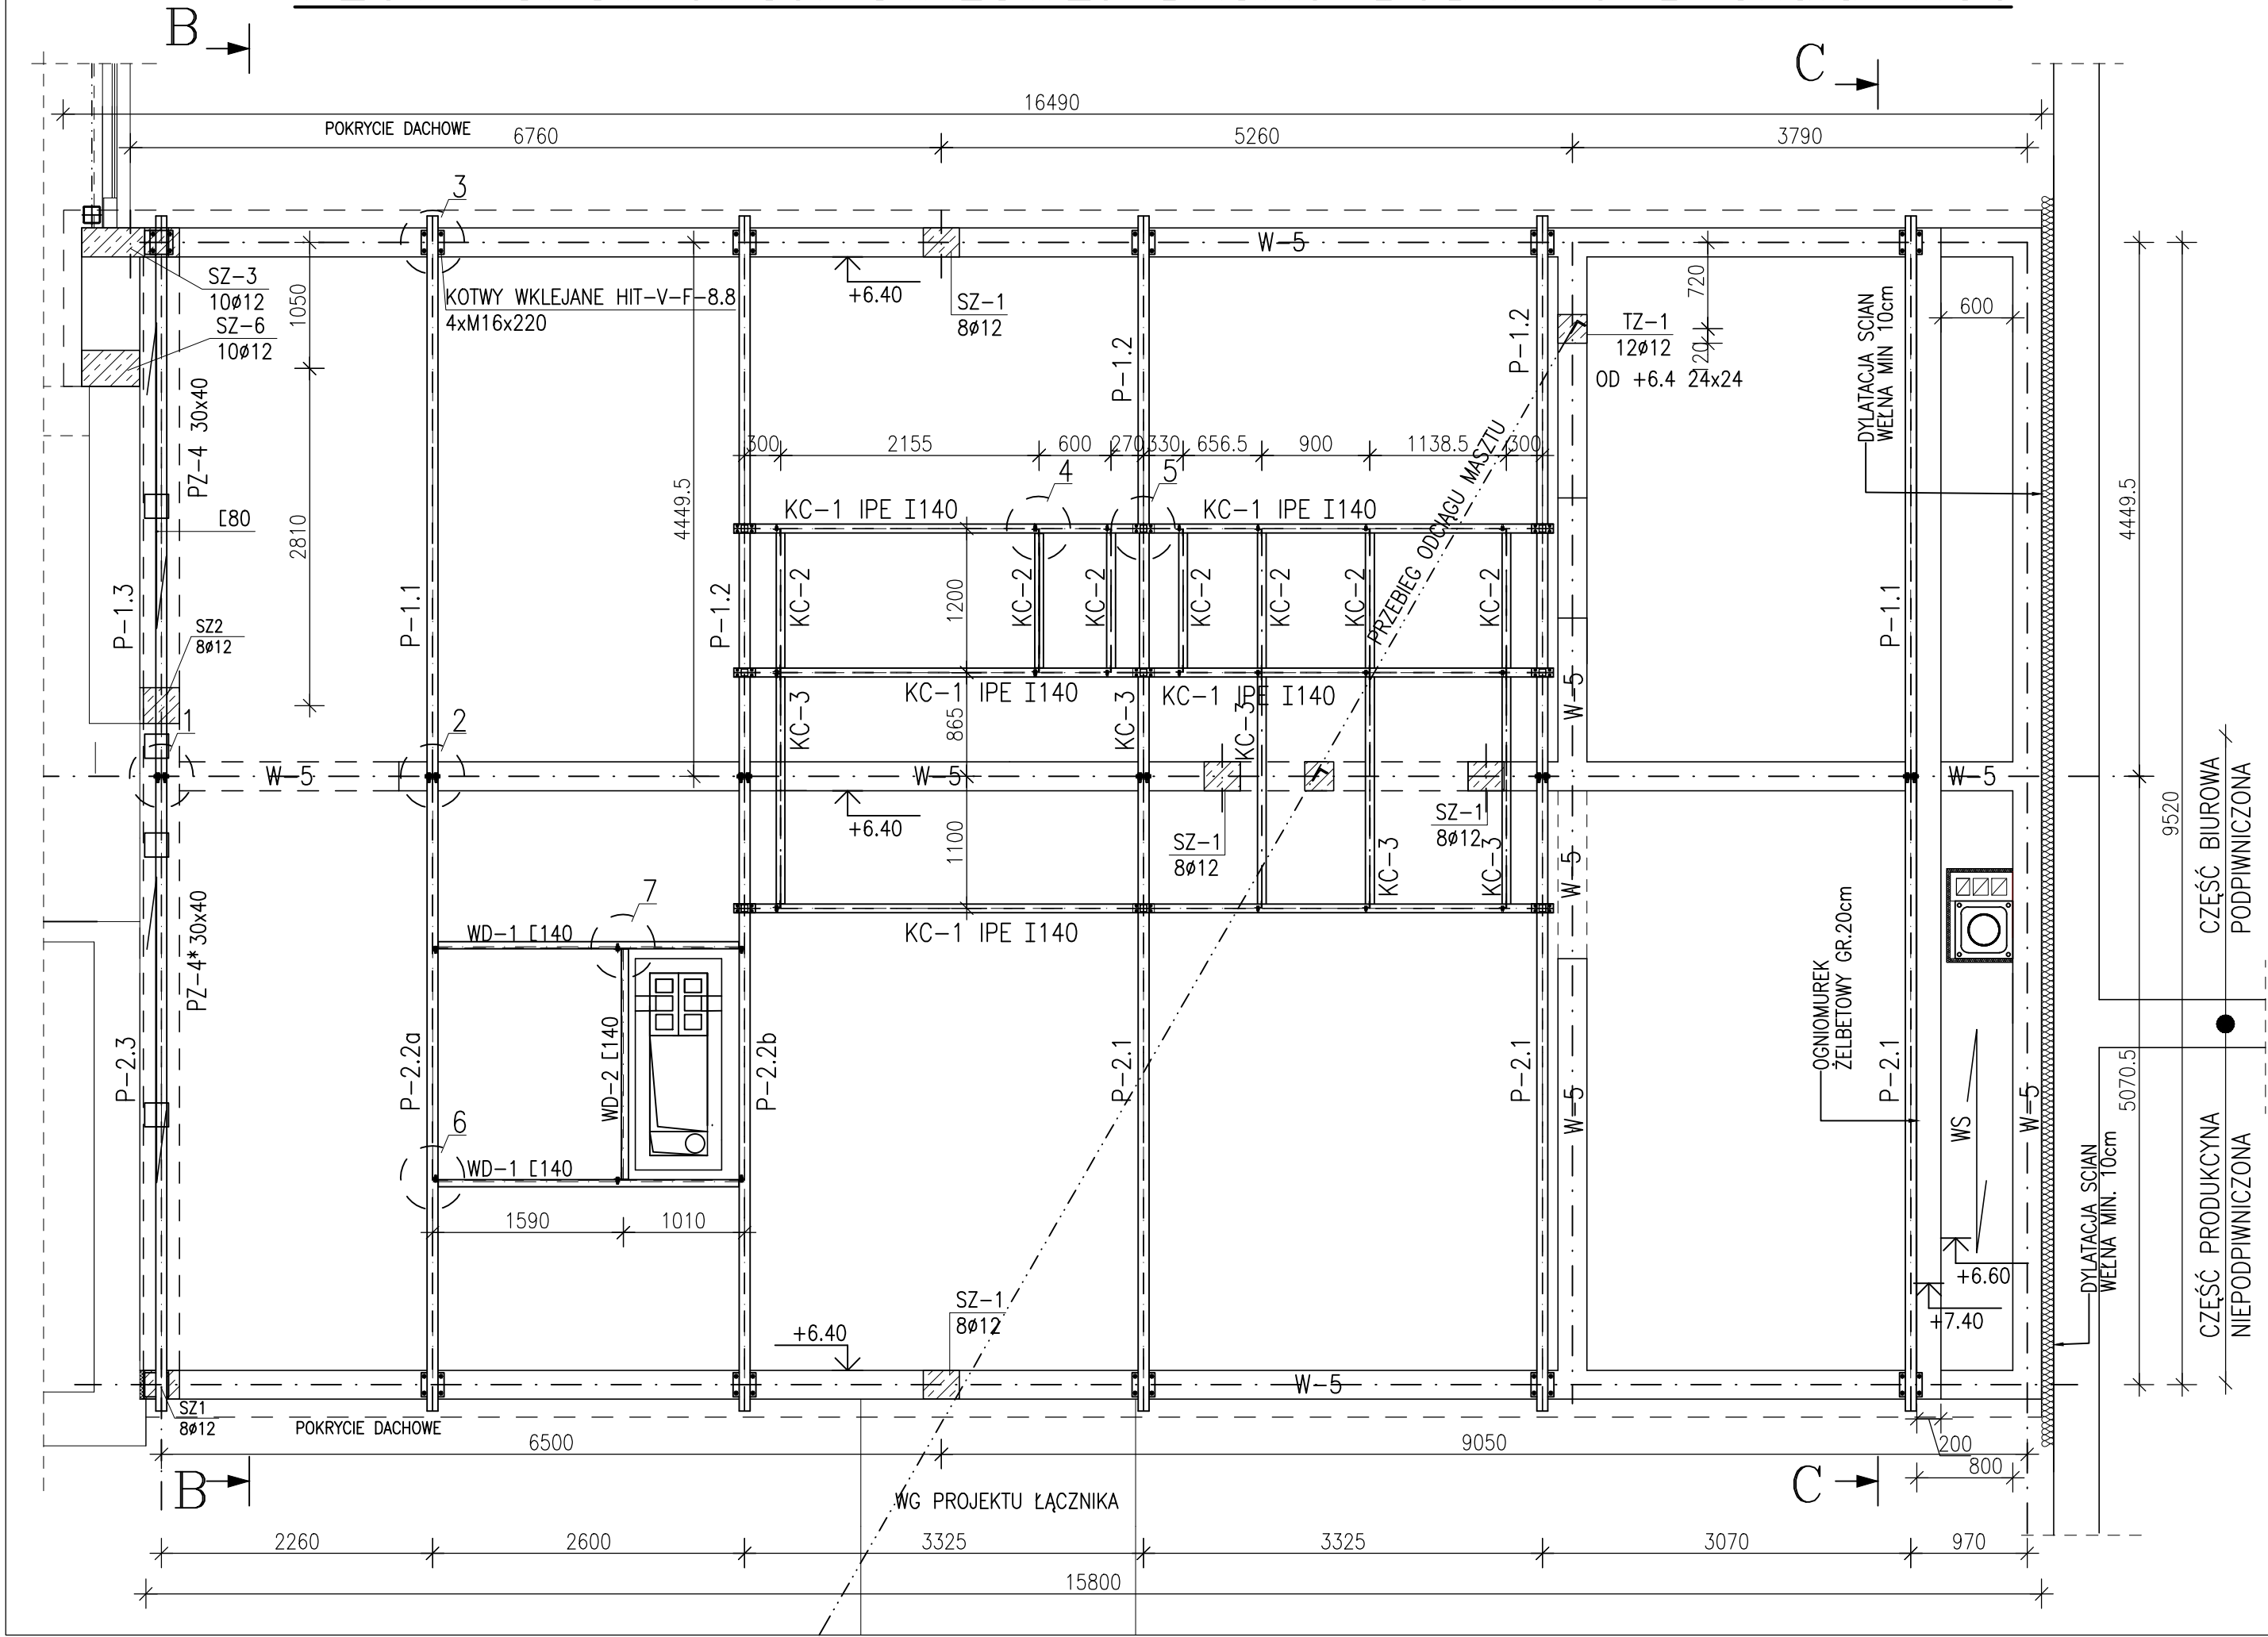 B
C
16490
POKRYCIE DACHOWE
6760
5260
3790
3
W-5
SZ-3
10ø12
SZ-6
10ø12
1050
KOTWY WKLEJANE HIT-V-F-8.8
4xM16x220
+6.40
SZ-1
8ø12
P-1.2
P-1.2
TZ-1
12ø12
OD +6.4 24x24
720
120
600
DYLATACJA SCIAN
WEŁNA MIN 10cm
PZ-4 30x40
[80
2810
4449.5
300
2155
600
270
330
656.5
900
1138.5
300
4
5
KC-1 IPE I140
KC-1 IPE I140
PRZEBIEG ODCIĄGU MASZTU
4449.5
9520
P-1.3
P-1.1
P-1.2
KC-2
1200
KC-2
KC-2
KC-2
KC-2
KC-2
KC-2
P-1.1
SZ2
8ø12
1
2
KC-1 IPE I140
KC-1 IPE I140
KC-3
865
KC-3
KC-3
W-5
W-5
W-5
W-5
+6.40
1100
SZ-1
8ø12
SZ-1
8ø12
KC-3
KC-3
W-5
CZĘŚĆ BIUROWA
PODPIWNICZONA
7
WD-1 [140
KC-1 IPE I140
PZ-4* 30x40
OGNIOMUREK
ŻELBETOWY GR.20cm
P-2.3
P-2.2a
WD-2 [140
P-2.2b
P-2.1
P-2.1
W-5
P-2.1
WS
W-5
5070.5
6
WD-1 [140
1590
1010
DYLATACJA SCIAN
WEŁNA MIN. 10cm
CZĘŚĆ PRODUKCYJNA
NIEPODPIWNICZONA
+6.60
+7.40
+6.40
SZ-1
8ø12
W-5
SZ1
8ø12
POKRYCIE DACHOWE
6500
9050
200
800
B
C
WG PROJEKTU ŁĄCZNIKA
2260
2600
3325
3325
3070
970
15800